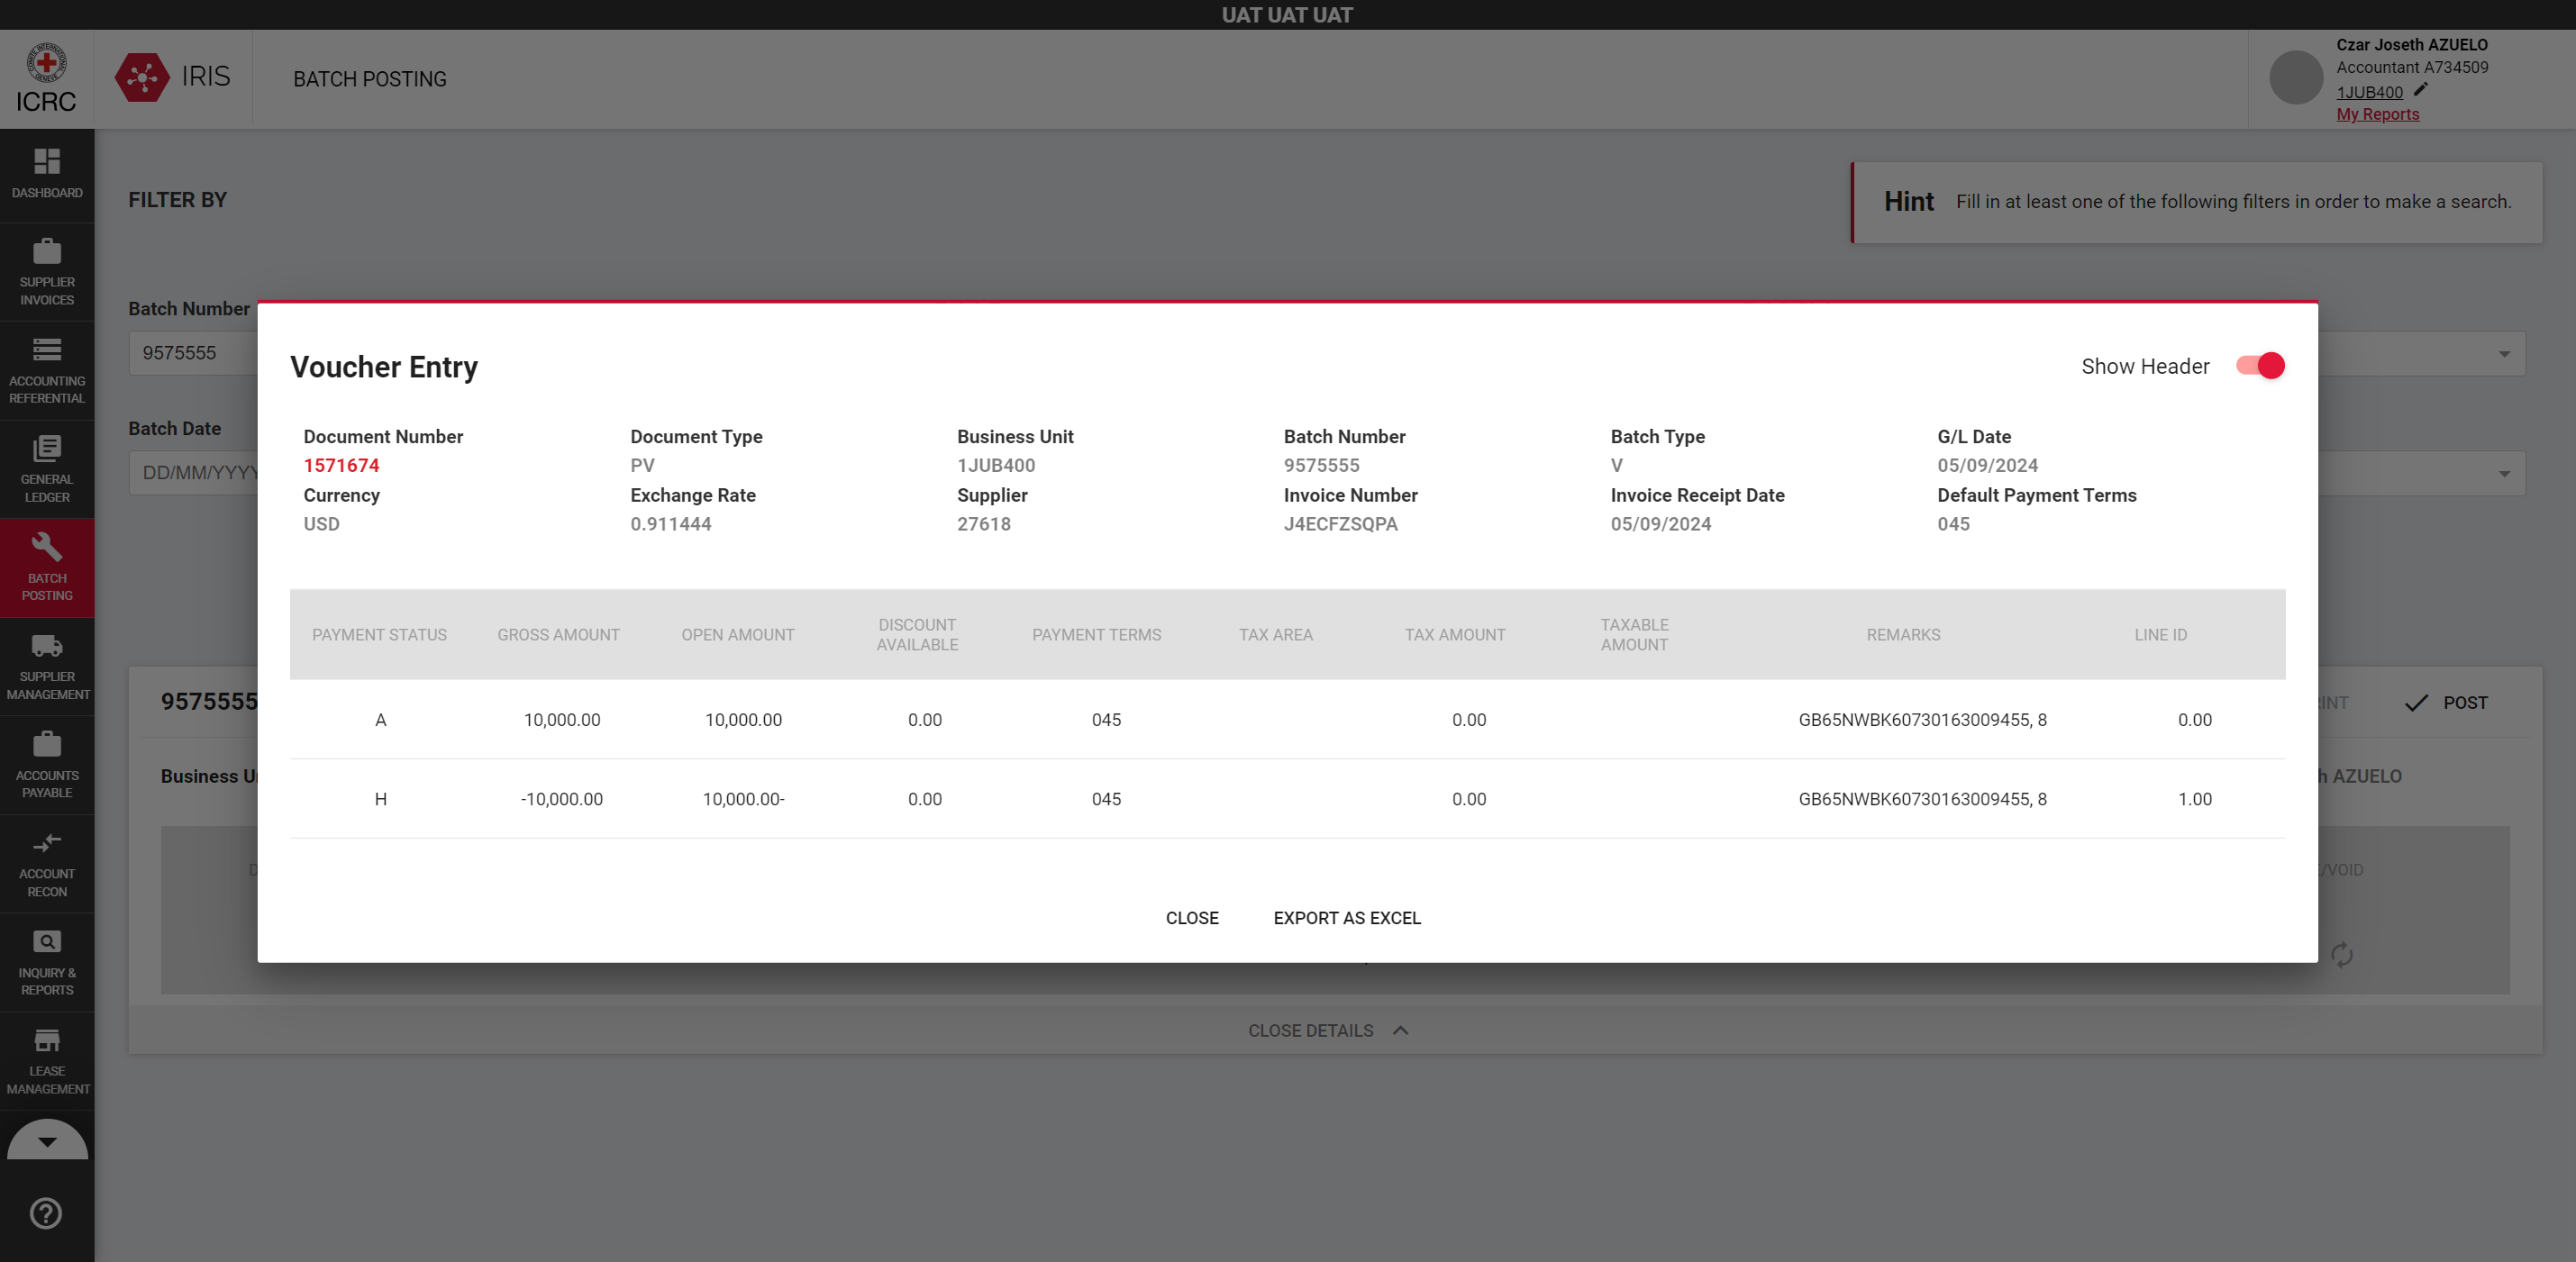 UAT UAT UAT
ICRC
IRIS
BATCH POSTING
Czar Joseth AZUELO
Accountant A734509
1JUB400
My Reports
DASHBOARD
SUPPLIER
INVOICES
ACCOUNTING
REFERENTIAL
GENERAL
LEDGER
BATCH
POSTING
SUPPLIER
MANAGEMENT
ACCOUNTS
PAYABLE
ACCOUNT
RECON
INQUIRY &
REPORTS
LEASE
MANAGEMENT
FILTER BY
Hint Fill in at least one of the following filters in order to make a search.
Batch Number
9575555
Batch Date
DD/MM/YYYY
Voucher Entry
Show Header
Document Number Document Type Business Unit Batch Number Batch Type G/L Date
1571674 PV 1JUB400 9575555 V 05/09/2024
Currency Exchange Rate Supplier Invoice Number Invoice Receipt Date Default Payment Terms
USD 0.911444 27618 J4ECFZSQPA 05/09/2024 045
PAYMENT STATUS GROSS AMOUNT OPEN AMOUNT DISCOUNT AVAILABLE PAYMENT TERMS TAX AREA TAX AMOUNT TAXABLE AMOUNT REMARKS LINE ID
A 10,000.00 10,000.00 0.00 045 0.00 GB65NWBK60730163009455, 8 0.00
H -10,000.00 10,000.00- 0.00 045 0.00 GB65NWBK60730163009455, 8 1.00
CLOSE EXPORT AS EXCEL
9575555
POST
Business
AZUELO
/VOID
CLOSE DETAILS